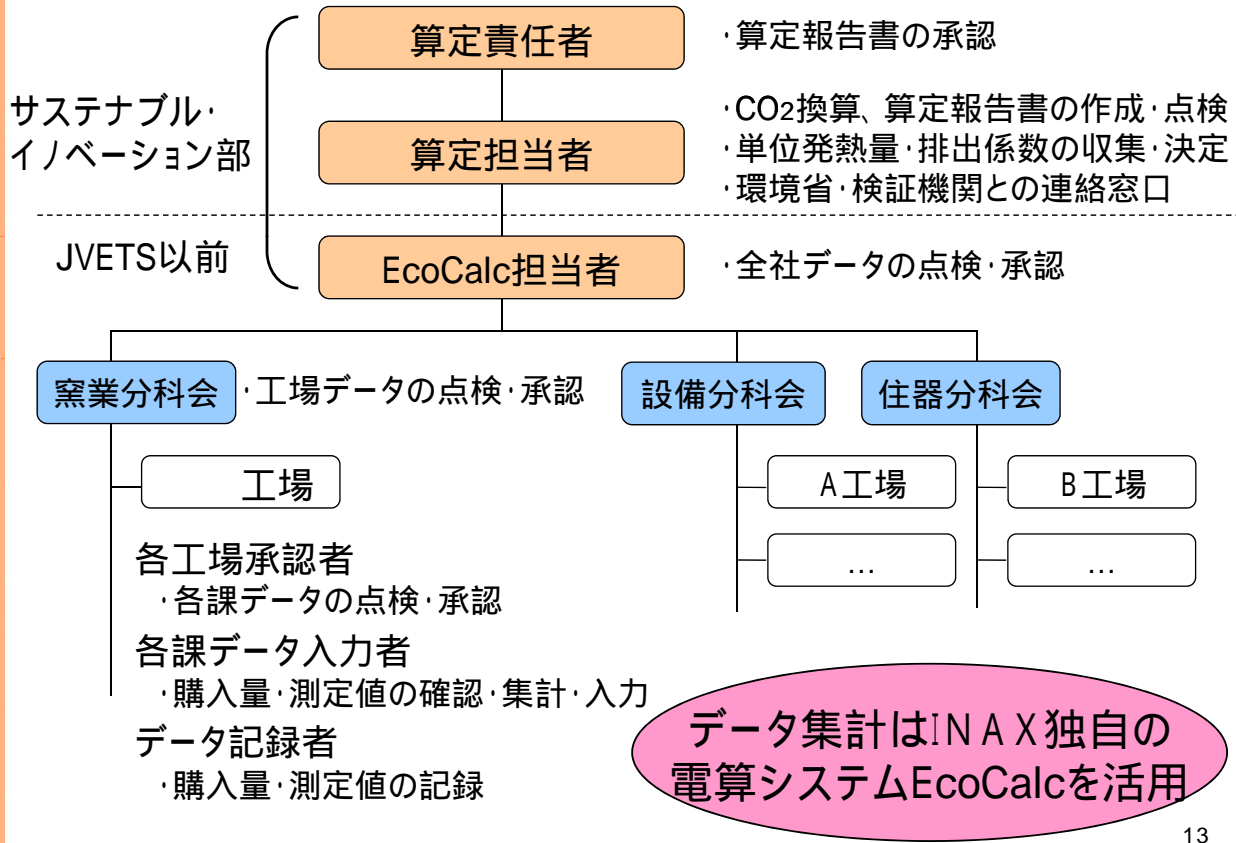 算定責任者
・算定報告書の承認
サステナブル・
イノベーション部
算定担当者
・CO2換算、算定報告書の作成・点検
・単位発熱量・排出係数の収集・決定
・環境省・検証機関との連絡窓口
JVETS以前
EcoCalc担当者
・全社データの点検・承認
窯業分科会
・工場データの点検・承認
設備分科会
住器分科会
工場
A工場
B工場
…
…
各工場承認者
・各課データの点検・承認
各課データ入力者
・購入量・測定値の確認・集計・入力
データ記録者
・購入量・測定値の記録
データ集計はINAX独自の
電算システムEcoCalcを活用
13